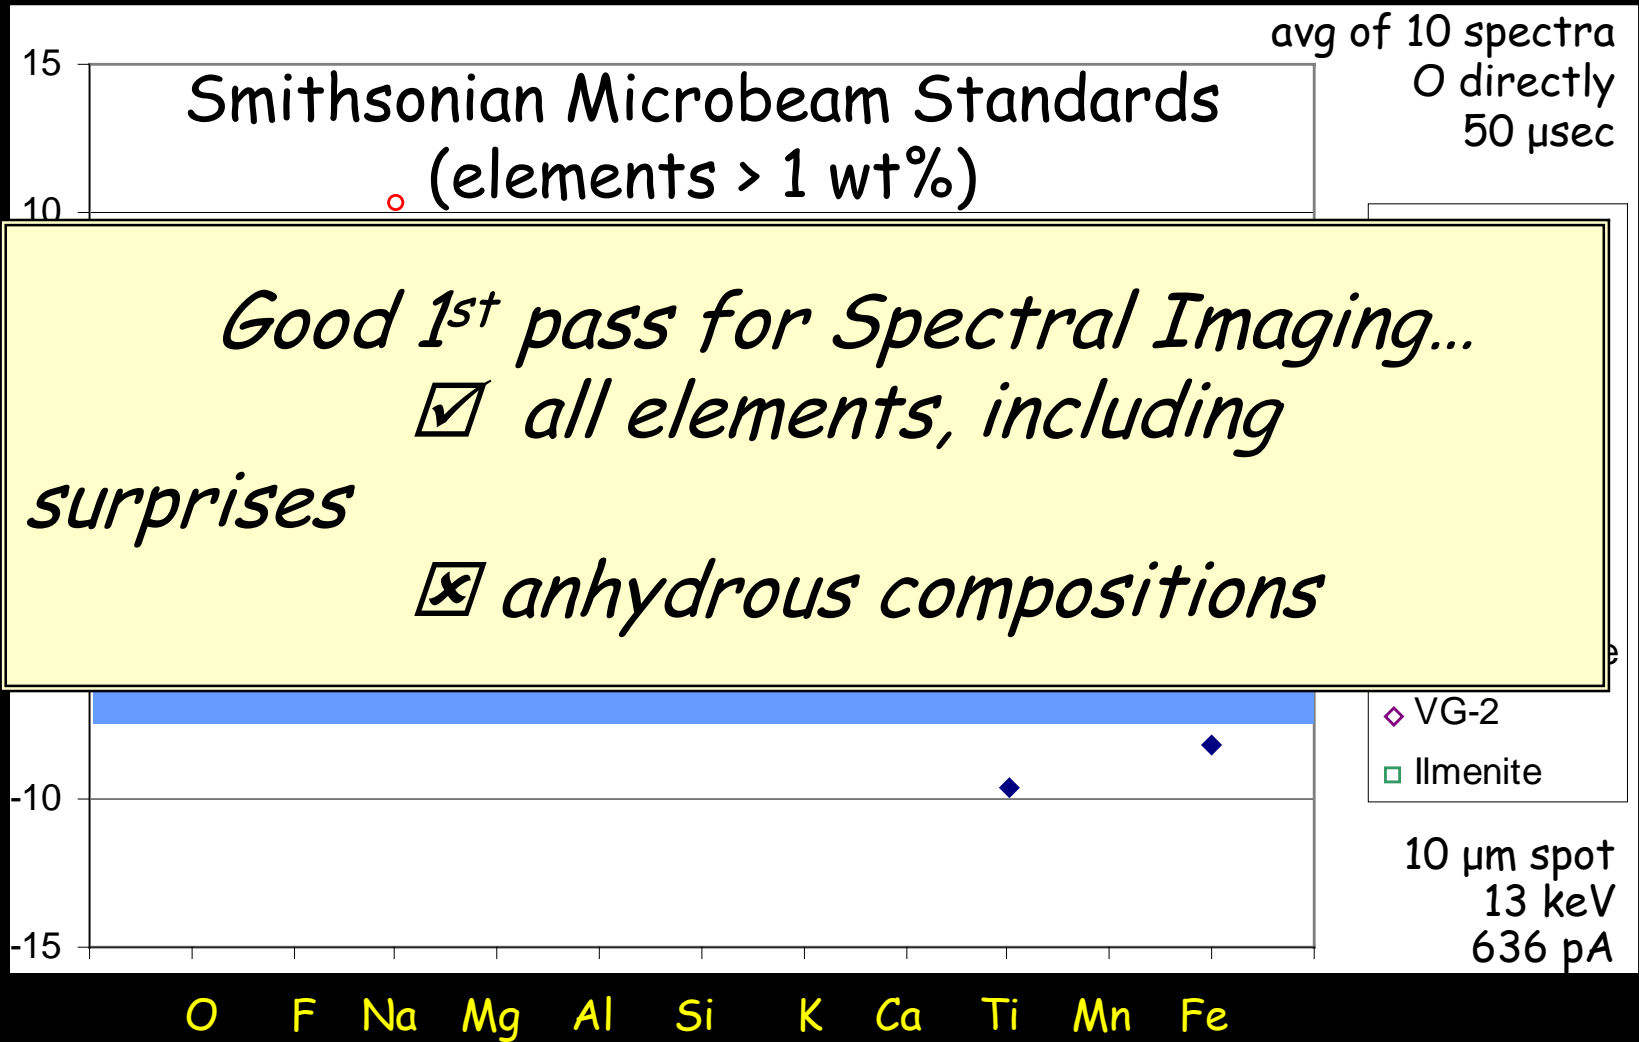 avg of 10 spectra
O directly
50 µsec
15
Smithsonian Microbeam Standards
(elements > 1 wt%)
10
Good 1st pass for Spectral Imaging...
☑ all elements, including
surprises
☒ anhydrous compositions
VG-2
Ilmenite
-10
-15
10 µm spot
13 keV
636 pA
O F Na Mg Al Si K Ca Ti Mn Fe